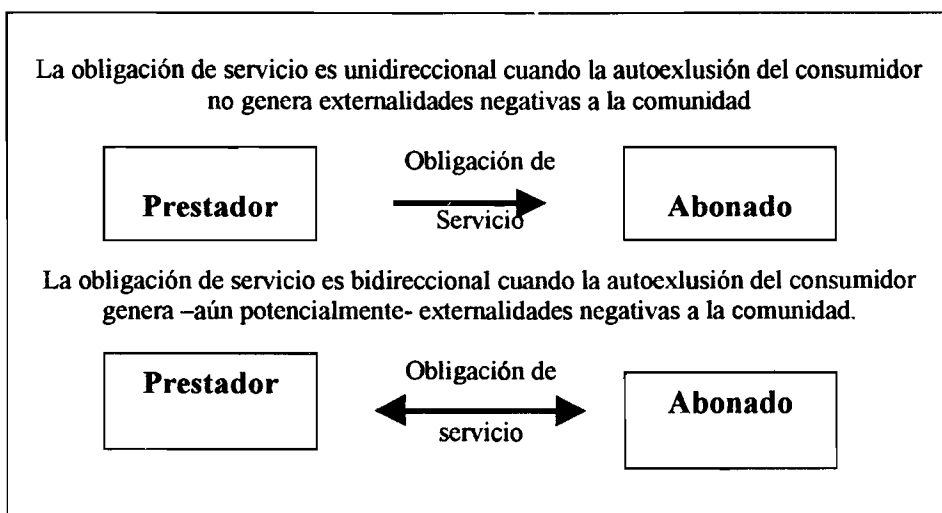 La obligación de servicio es unidireccional cuando la autoexlusión del consumidor
no genera externalidades negativas a la comunidad
Obligación de
Prestador
Servicio
Abonado
La obligación de servicio es bidireccional cuando la autoexlusión del consumidor
genera –aún potencialmente- externalidades negativas a la comunidad.
Prestador
Obligación de
Abonado
servicio